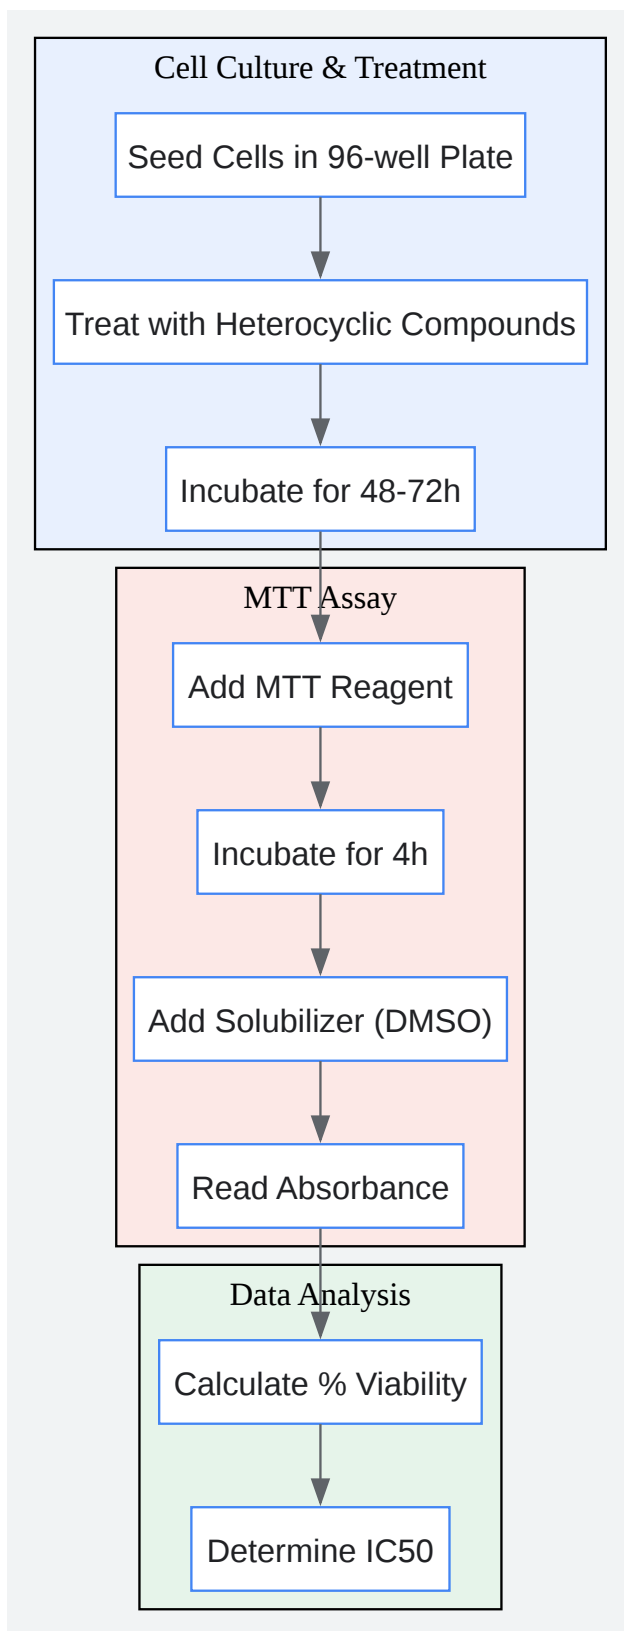 Cell Culture & Treatment
Seed Cells in 96-well Plate
Treat with Heterocyclic Compounds
Incubate for 48-72h
MTT Assay
Add MTT Reagent
Incubate for 4h
Add Solubilizer (DMSO)
Read Absorbance
Data Analysis
Calculate % Viability
Determine IC50